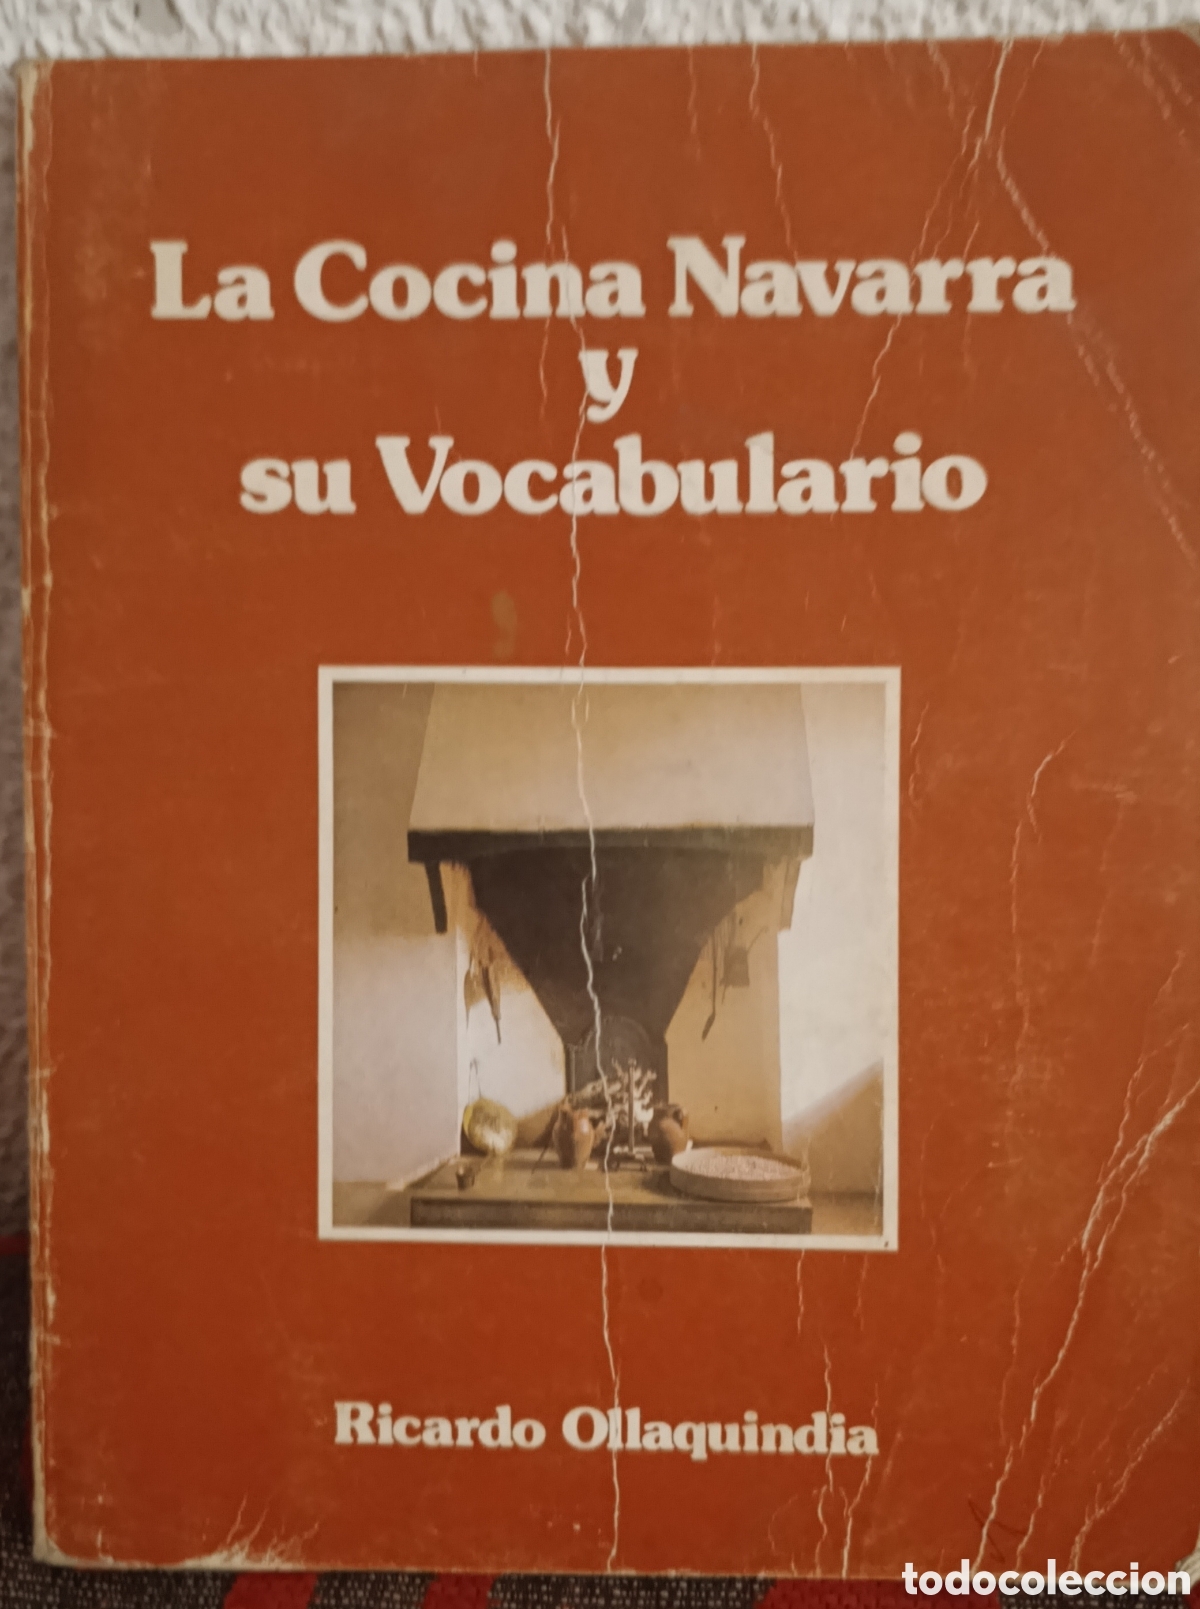 La Cocina Navarra
y
su Vocabulario
Ricardo Ollaquindia
todocoleccion